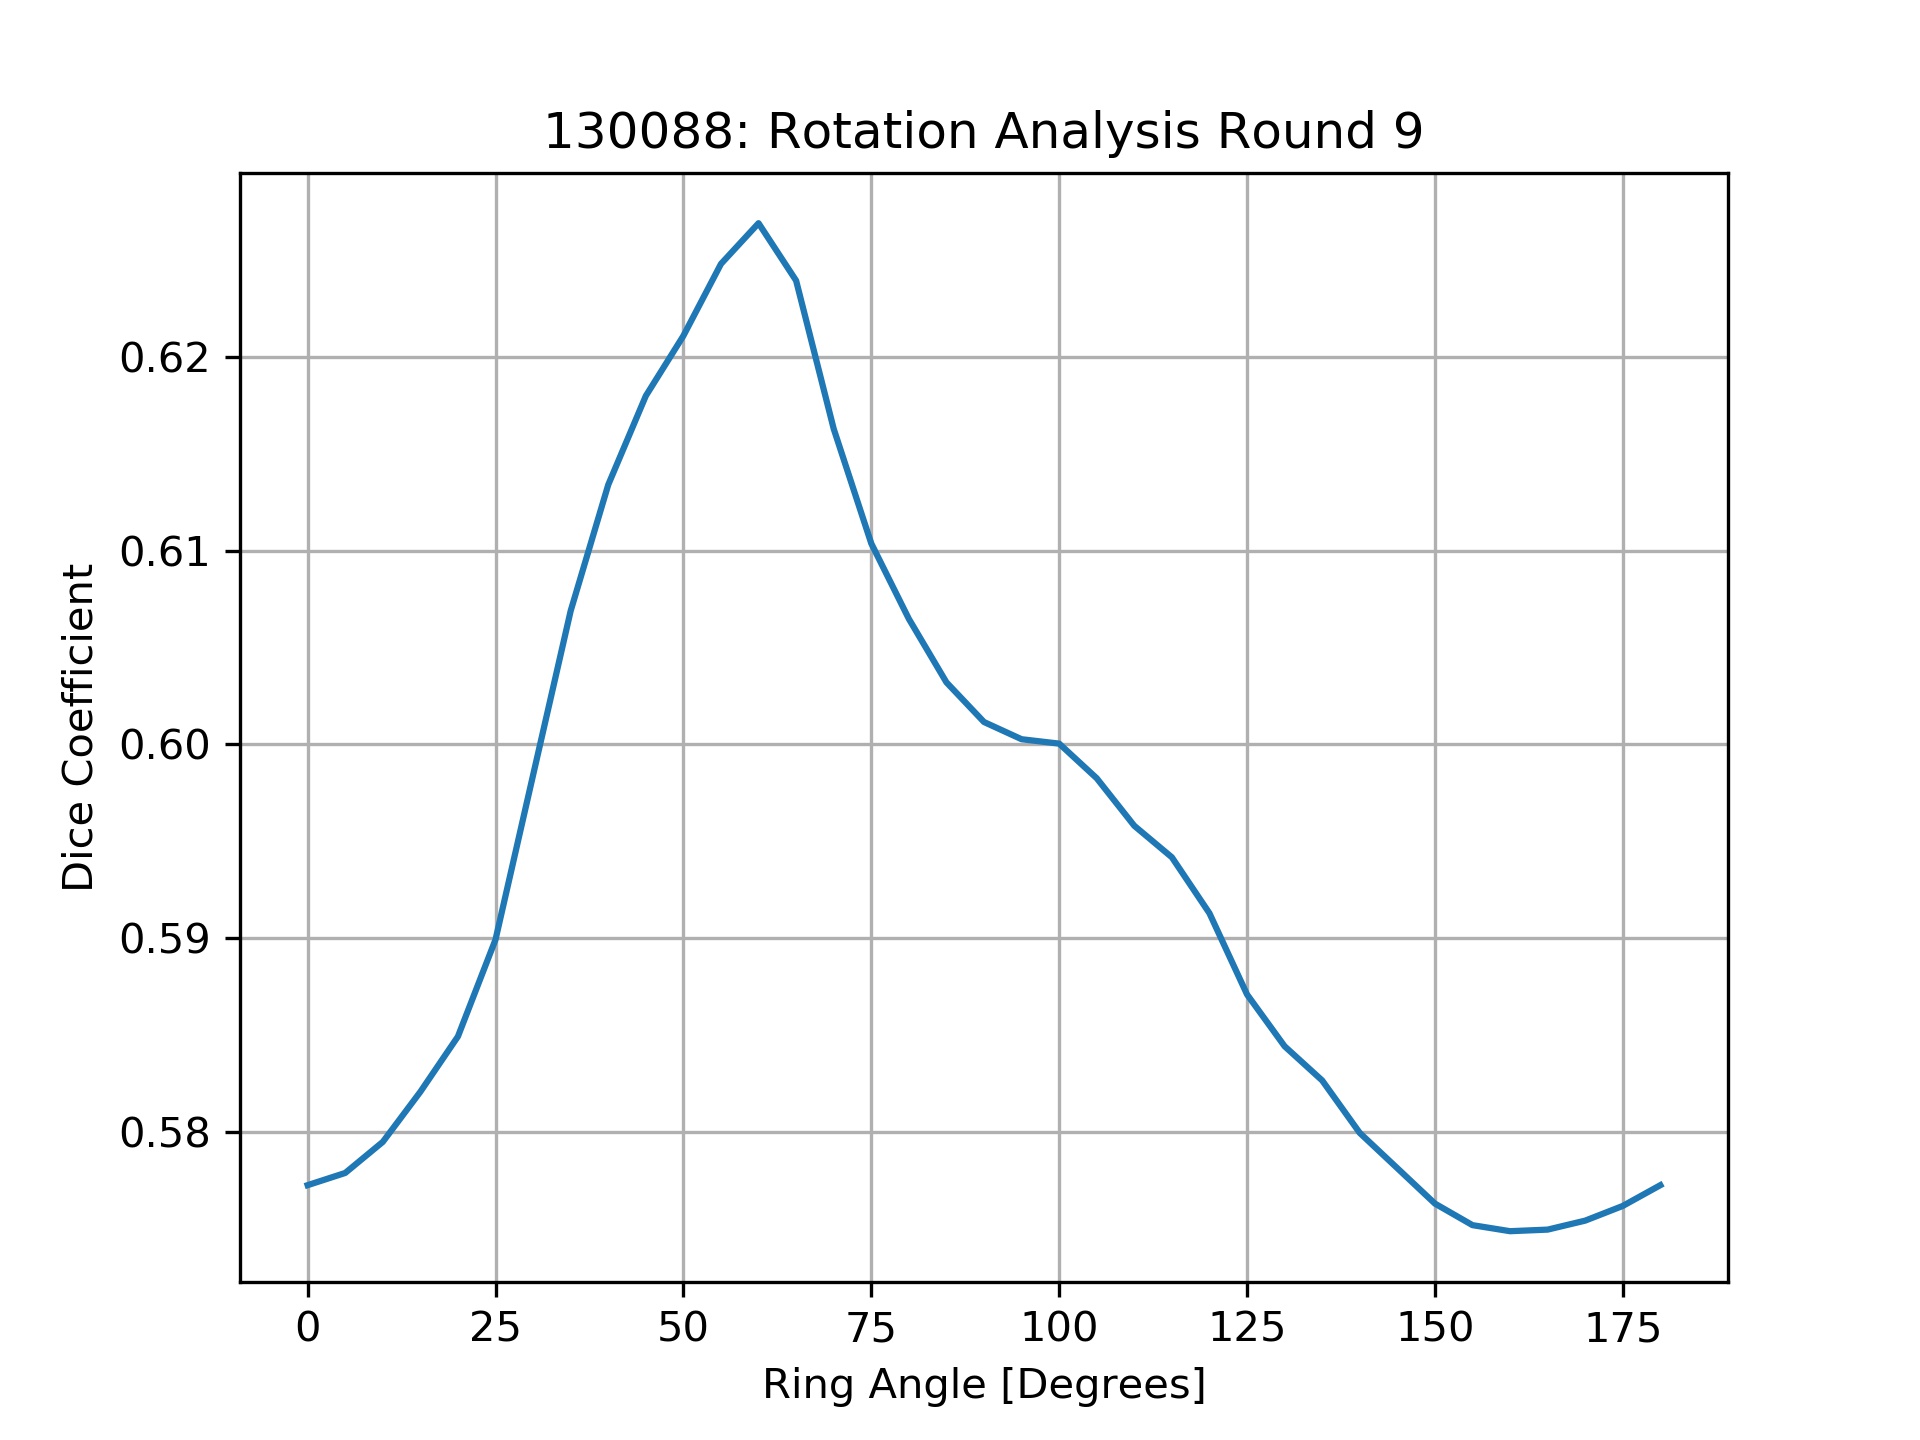 130088: Rotation Analysis Round 9
Dice Coefficient
0.62
0.61
0.60
0.59
0.58
0 25 50 75 100 125 150 175
Ring Angle [Degrees]